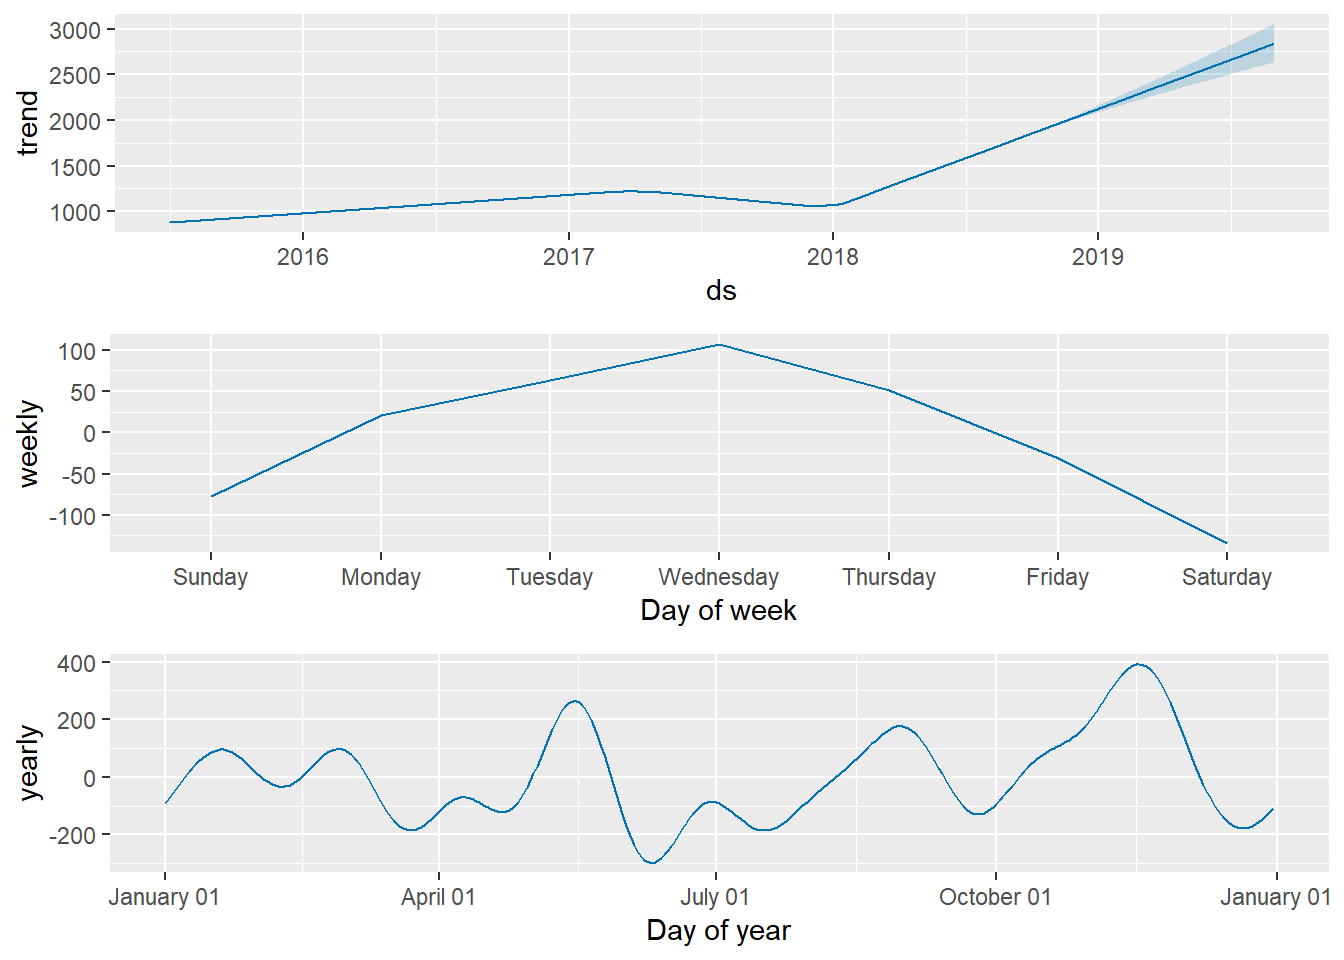 3000
2500
2000
1500
1000
trend
2016 2017 2018 2019
ds
100
50
0
-50
-100
weekly
Sunday Monday Tuesday Wednesday Thursday Friday Saturday
Day of week
400
200
0
-200
yearly
January 01 April 01 July 01 October 01 January 01
Day of year